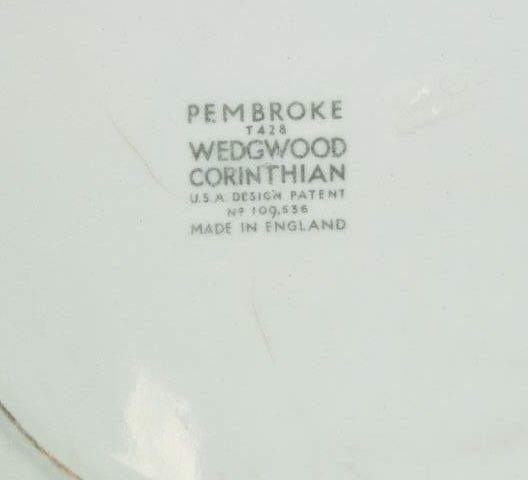 PEMBROKE
T428
WEDGWOOD
CORINTHIAN
U.S.A. DESIGN PATENT
Nº 109,636
MADE IN ENGLAND